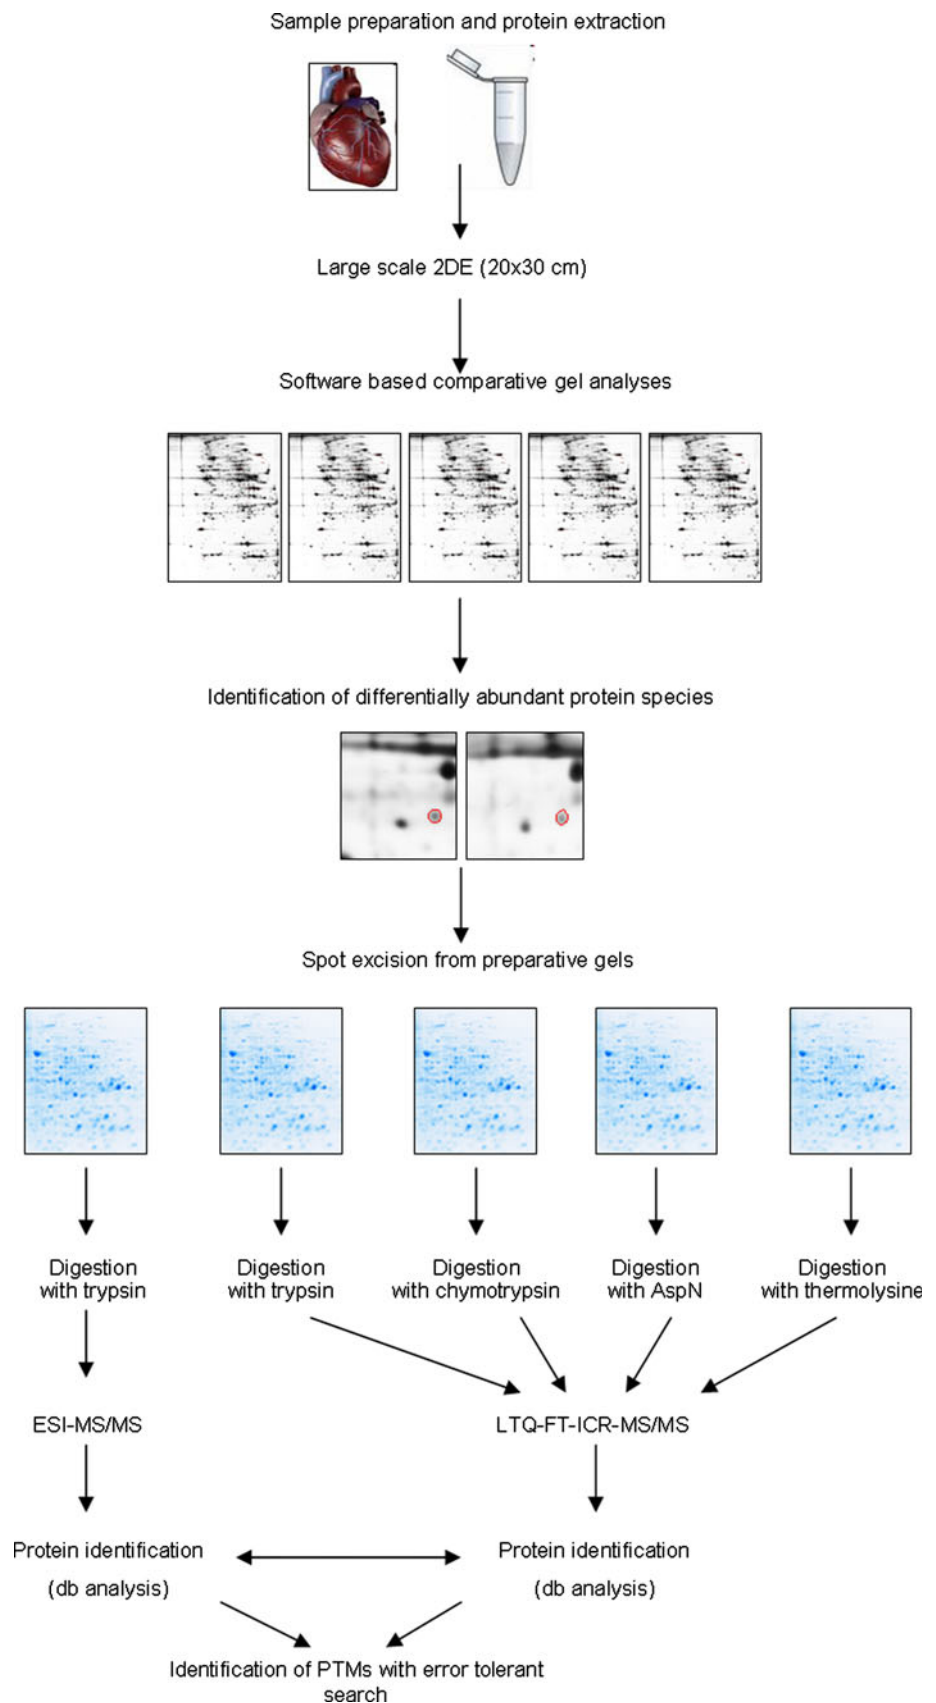 Sample preparation and protein extraction
Large scale 2DE (20x30 cm)
Software based comparative gel analyses
Identification of differentially abundant protein species
Spot excision from preparative gels
Digestion
with trypsin
Digestion
with trypsin
Digestion
with chymotrypsin
Digestion
with AspN
Digestion
with thermolysine
ESI-MS/MS
LTQ-FT-ICR-MS/MS
Protein identification
(db analysis)
Protein identification
(db analysis)
Identification of PTMs with error tolerant
search